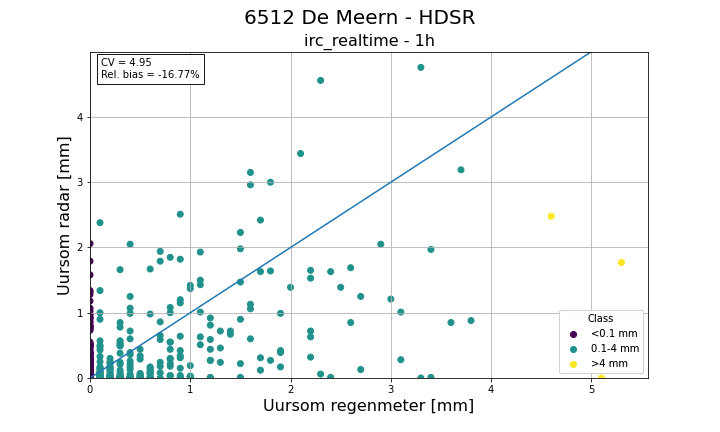 6512 De Meern - HDSR
irc_realtime - 1h
CV = 4.95
Rel. bias = -16.77%
Uursom radar [mm]
4
3
2
1
0
0
1
2
3
4
5
Uursom regenmeter [mm]
Class
<0.1 mm
0.1-4 mm
>4 mm